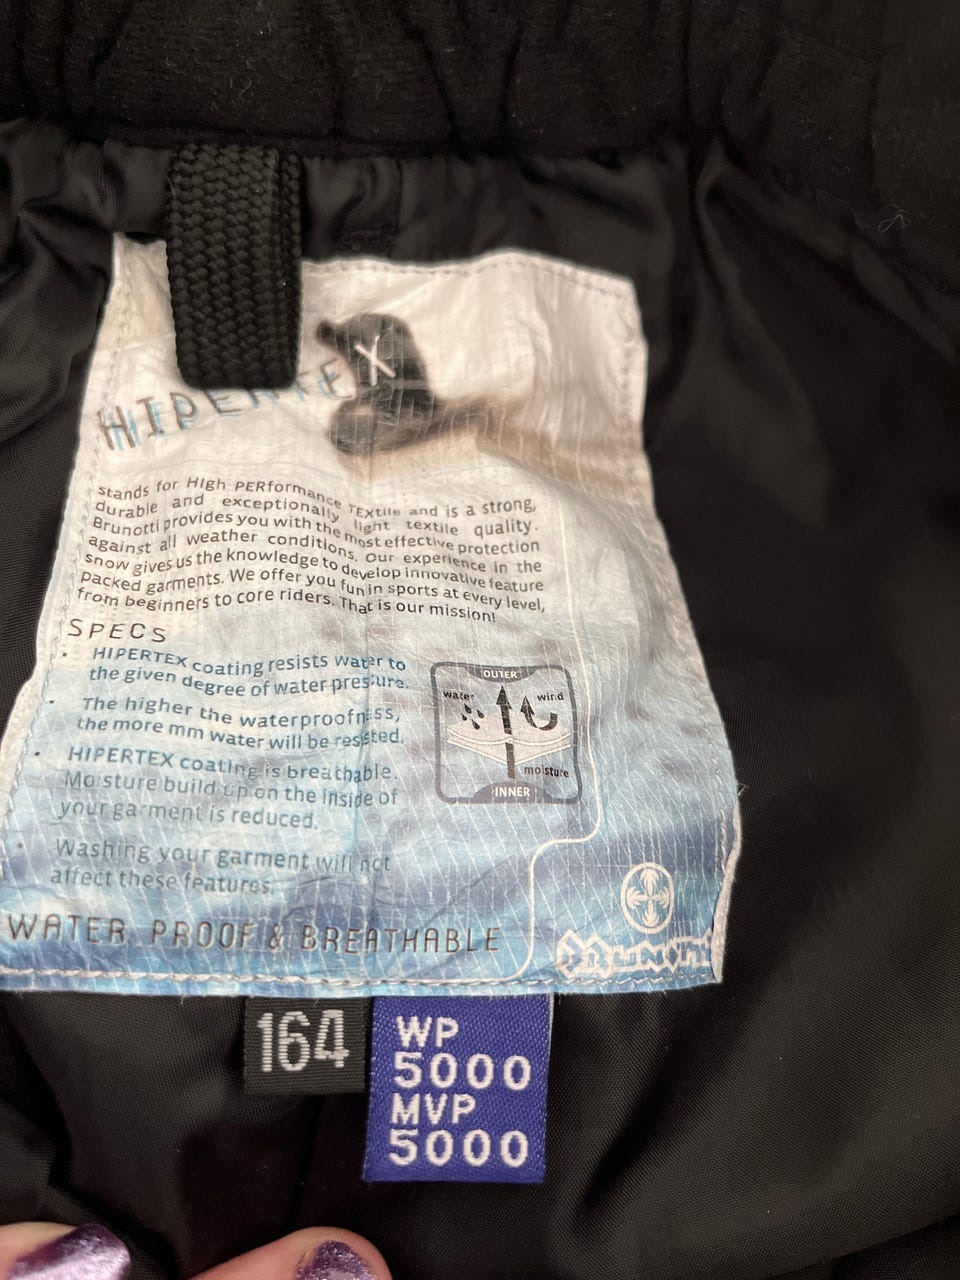 HIPERTEX
stands for HIgh PERformance TEXtile and is a strong,
durable and exceptionally light textile quality.
Brunotti provides you with the most effective protection
against all weather conditions. Our experience in the
snow gives us the knowledge to develop innovative feature
packed garments. We offer you fun in sports at every level,
from beginners to core riders. That is our mission!
SPECS
• HIPERTEX coating resists water to
the given degree of water presture.
• The higher the waterproofness,
the more mm water will be resisted.
• HIPERTEX coating is breathable.
Moisture build up on the inside of
your garment is reduced.
• Washing your garment will not
affect these features.
OUTER
water wind
moisture
INNER
WATER PROOF & BREATHABLE
BRUNOTTI
164
WP
5000
MVP
5000